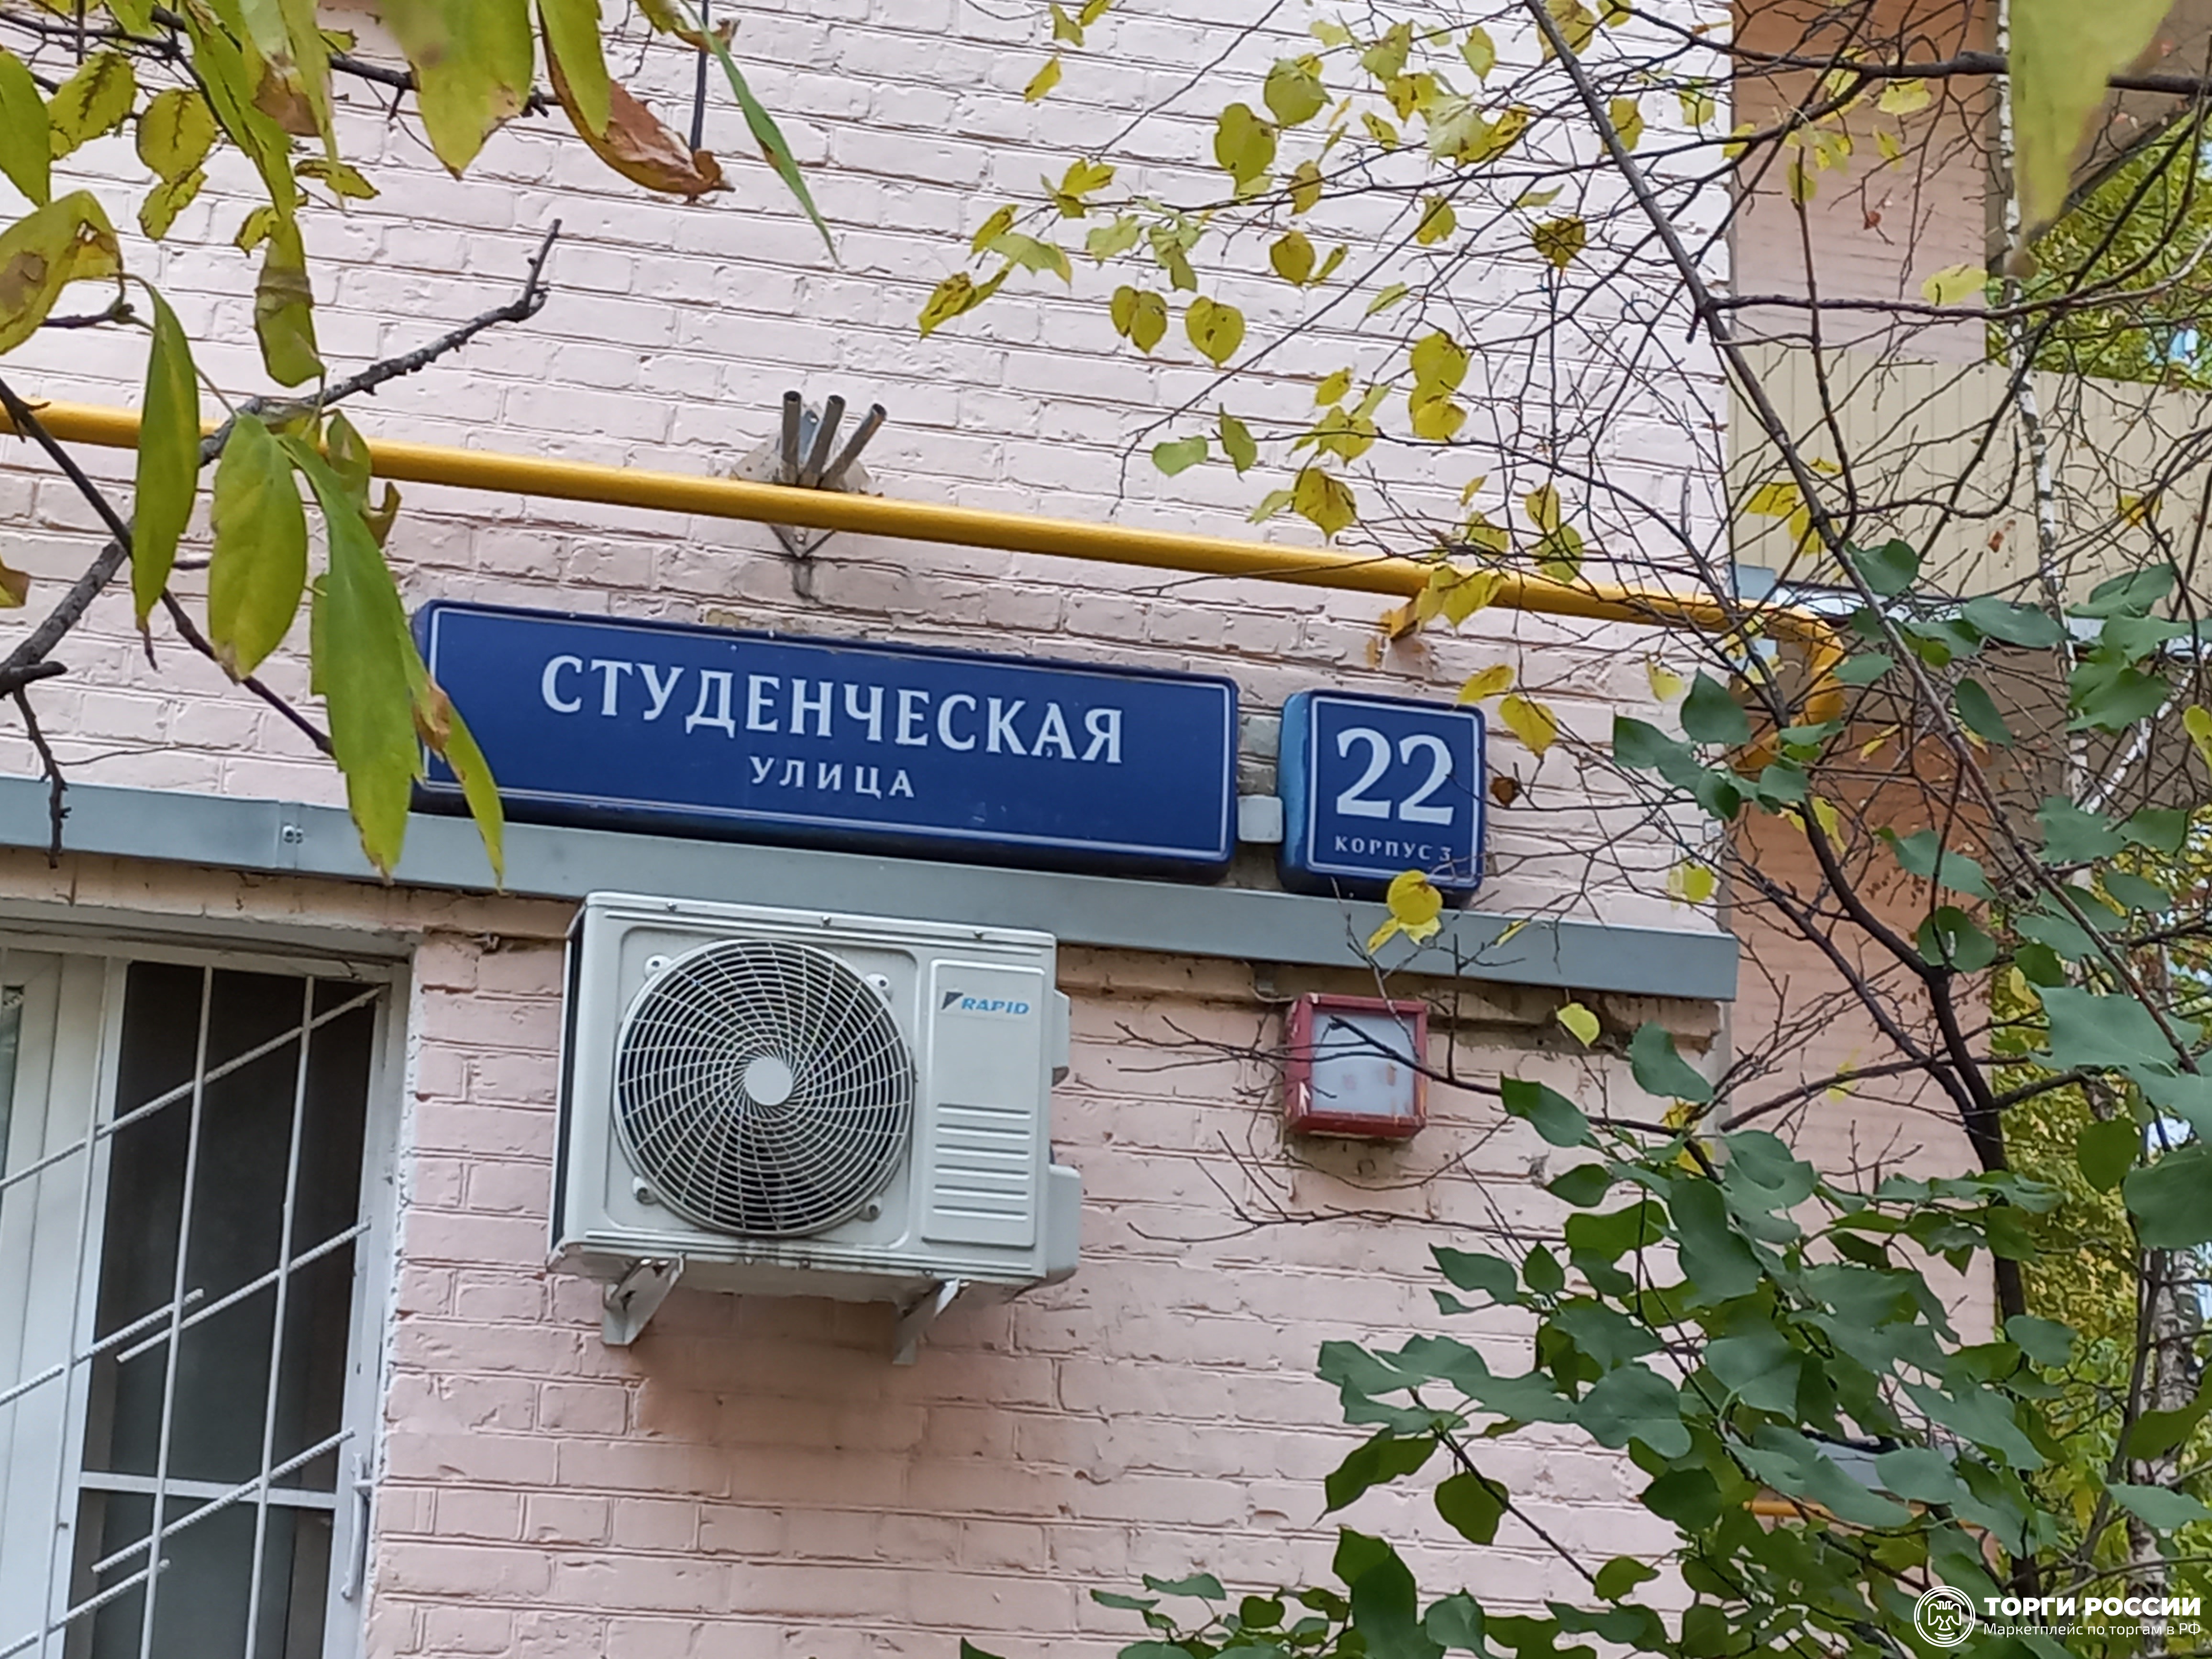 СТУДЕНЧЕСКАЯ
УЛИЦА
22
КОРПУС 3
RAPID
ТОРГИ РОССИИ
Маркетплейс по торгам в РФ